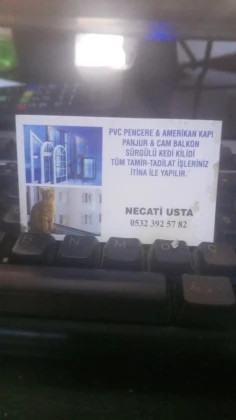 PVC PENCERE & AMERİKAN KAPI
PANJUR & CAM BALKON
SÜRGÜLÜ KEDİ KİLİDİ
TÜM TAMİR-TADİLAT İŞLERİNİZ
İTİNA İLE YAPILIR.
NECATİ USTA
0532 392 57 82